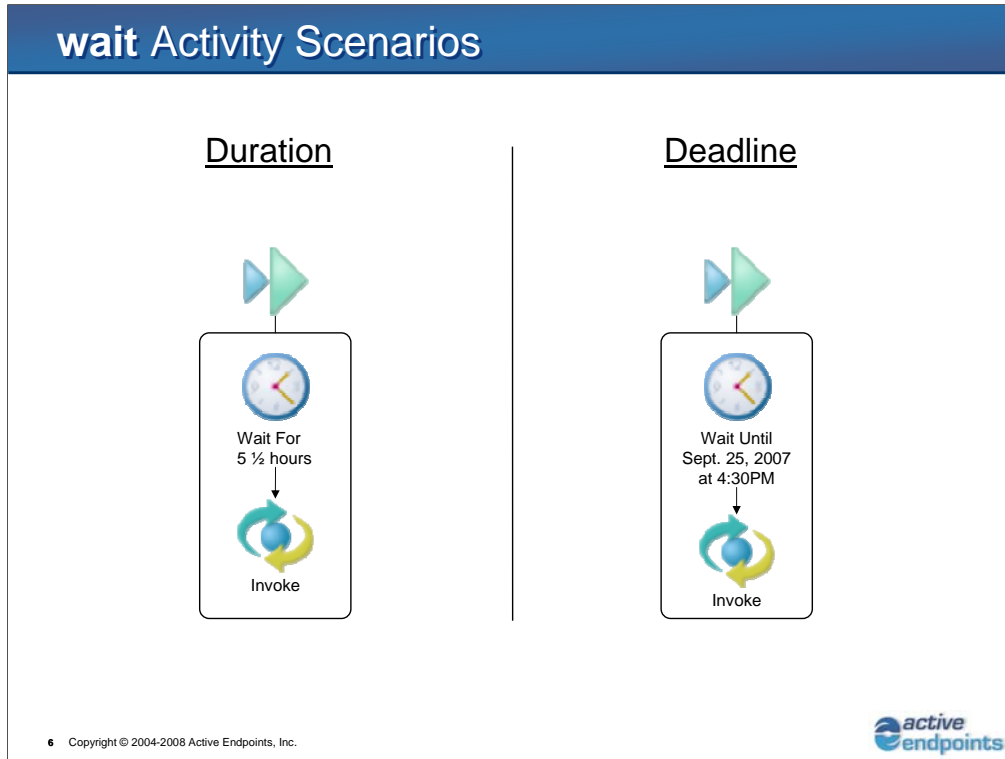 wait Activity Scenarios
Duration
Wait For
5 ½ hours
Invoke
Deadline
Wait Until
Sept. 25, 2007
at 4:30PM
Invoke
6 Copyright © 2004-2008 Active Endpoints, Inc.
active
endpoints